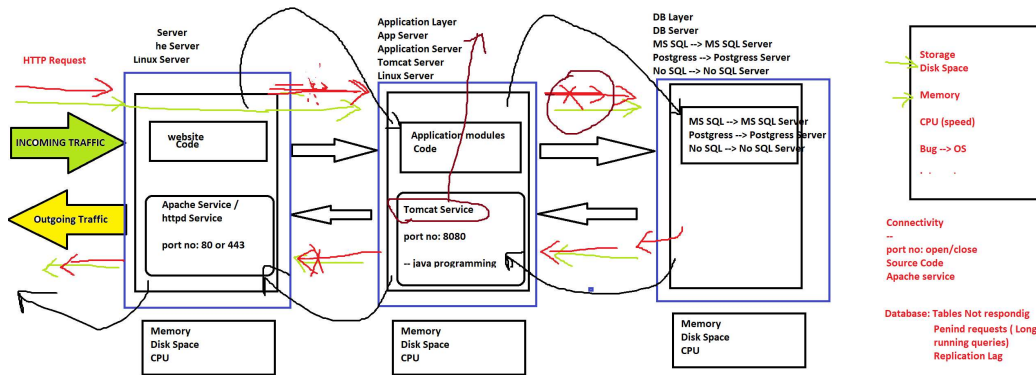 HTTP Request
INCOMING TRAFFIC
Outgoing Traffic
Server
he Server
Linux Server
website
Code
Apache Service /
httpd Service
port no: 80 or 443
Memory
Disk Space
CPU
Application Layer
App Server
Application Server
Tomcat Server
Linux Server
Application modules
Code
Tomcat Service
port no: 8080
-- java programming
Memory
Disk Space
CPU
DB Layer
DB Server
MS SQL --> MS SQL Server
Postgress --> Postgress Server
No SQL --> No SQL Server
MS SQL --> MS SQL Server
Postgress --> Postgress Server
No SQL --> No SQL Server
Memory
Disk Space
CPU
Storage
Disk Space
Memory
CPU (speed)
Bug --> OS
Connectivity
--
port no: open/close
Source Code
Apache service
Database: Tables Not respondig
Penind requests ( Long
running queries)
Replication Lag